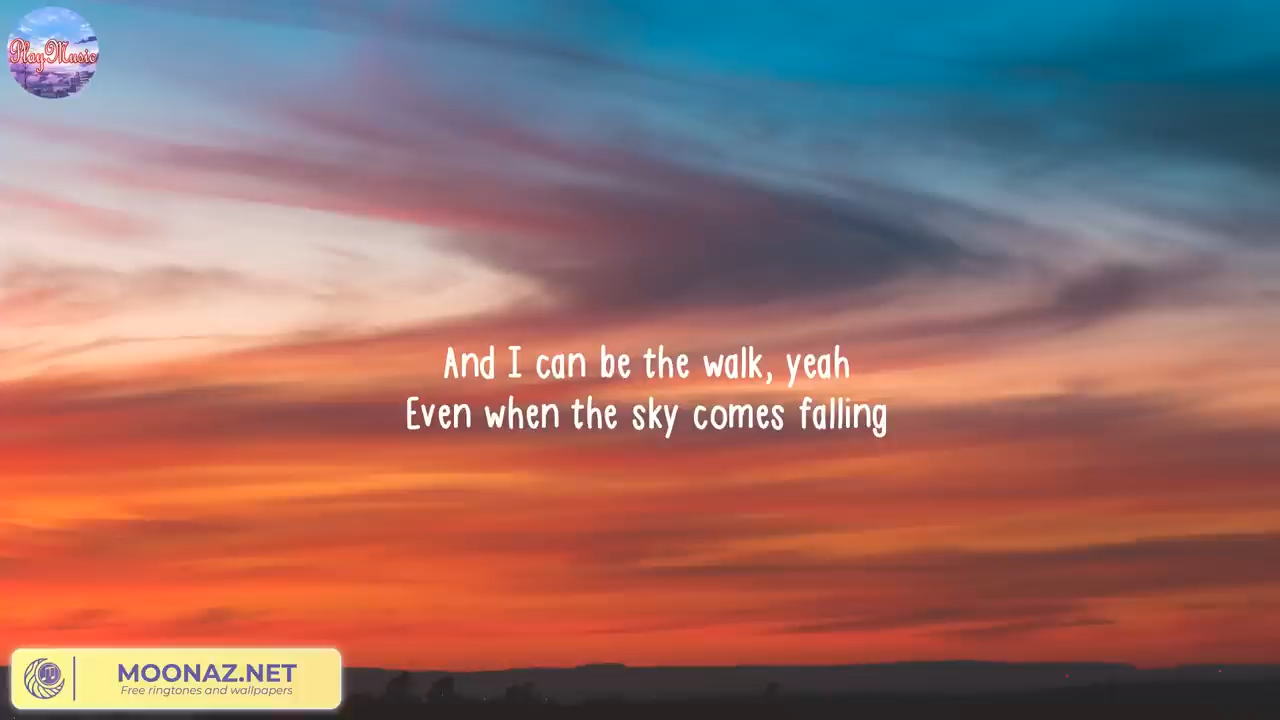 PlayMusic
And I can be the walk, yeah
Even when the sky comes falling
MOONAZ.NET
Free ringtones and wallpapers